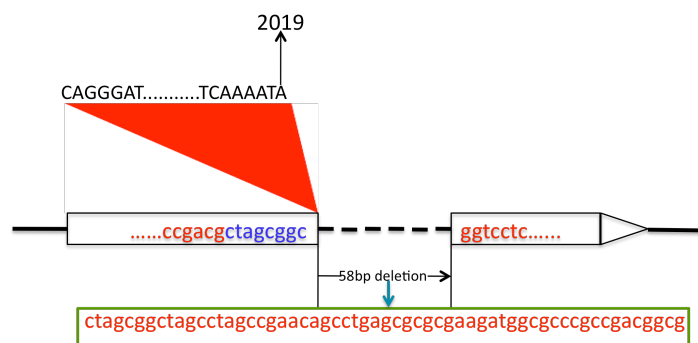 2019
CAGGGAT...........TCAAAATA
......ccgacgctagcggc ggtcctc......
58bp deletion
ctagcggctagcctagccgaacagcctgagcgcgcgaagatggcgcccgccgacggcg